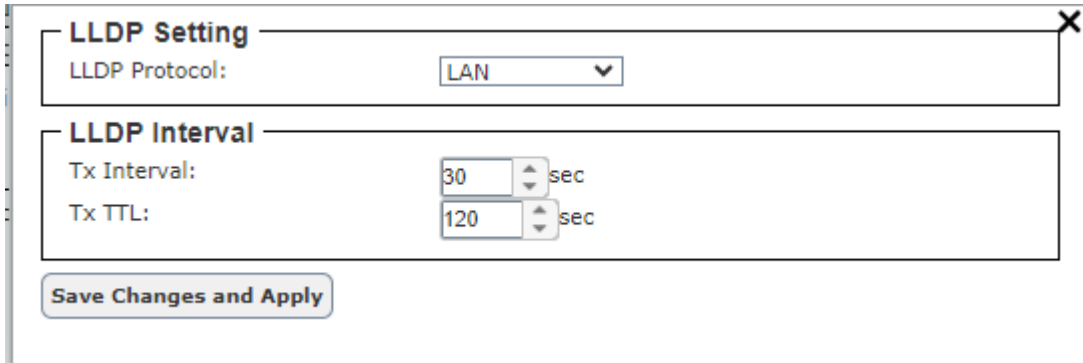 LLDP Setting
LLDP Protocol: LAN
LLDP Interval
Tx Interval: 30 sec
Tx TTL: 120 sec
Save Changes and Apply